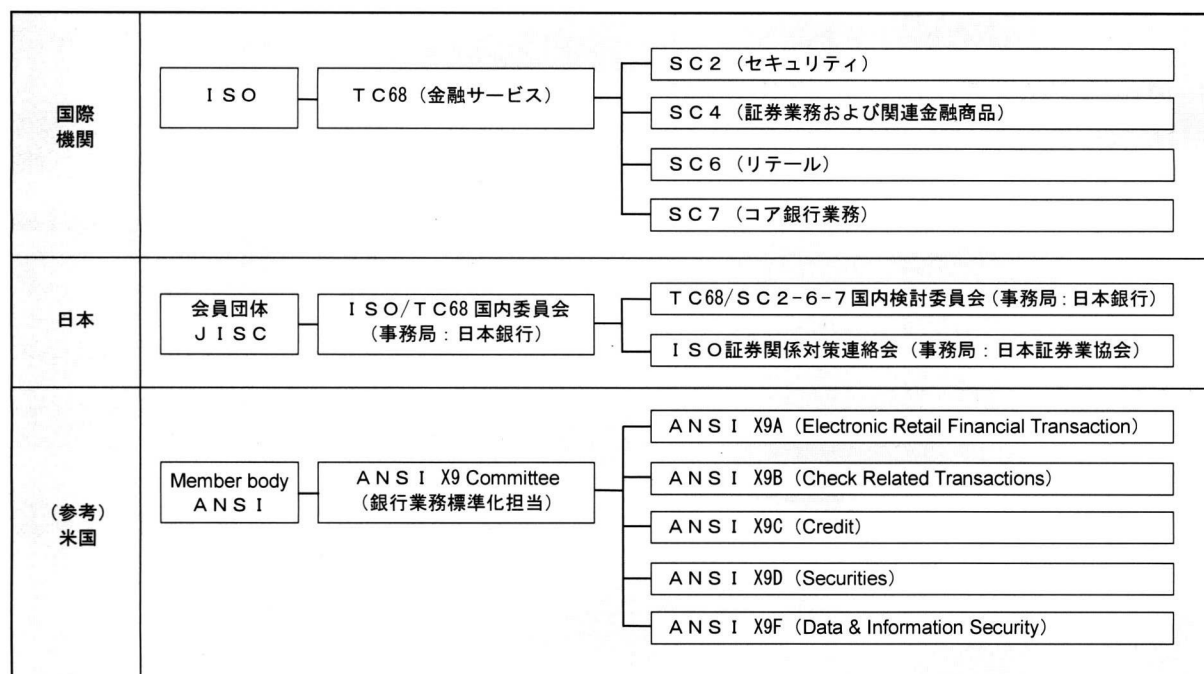 国際
機関
ISO
TC68（金融サービス）
SC2（セキュリティ）
SC4（証券業務および関連金融商品）
SC6（リテール）
SC7（コア銀行業務）
日本
会員団体
JISC
ISO/TC68国内委員会
（事務局：日本銀行）
TC68/SC2-6-7国内検討委員会（事務局：日本銀行）
ISO証券関係対策連絡会（事務局：日本証券業協会）
（参考）
米国
Member body
ANSI
ANSI X9 Committee
（銀行業務標準化担当）
ANSI X9A（Electronic Retail Financial Transaction）
ANSI X9B（Check Related Transactions）
ANSI X9C（Credit）
ANSI X9D（Securities）
ANSI X9F（Data & Information Security）